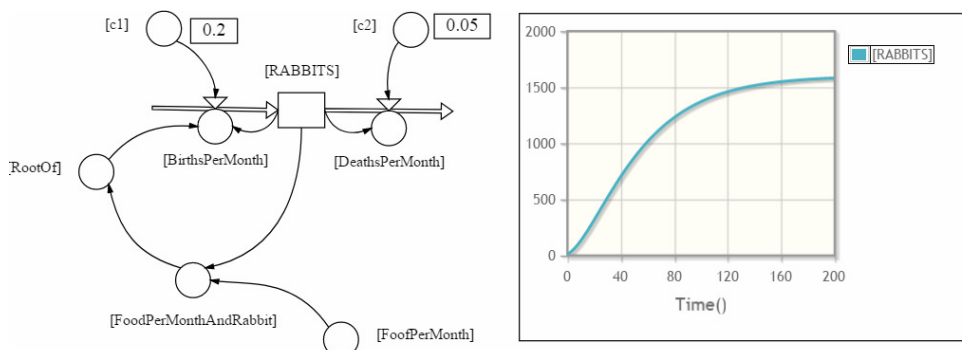 [c1]
0.2
[c2]
0.05
[RABBITS]
[BirthsPerMonth]
[DeathsPerMonth]
[RootOf]
[FoodPerMonthAndRabbit]
[FoofPerMonth]
2000
1500
1000
500
0
0 40 80 120 160 200
Time()
[RABBITS]